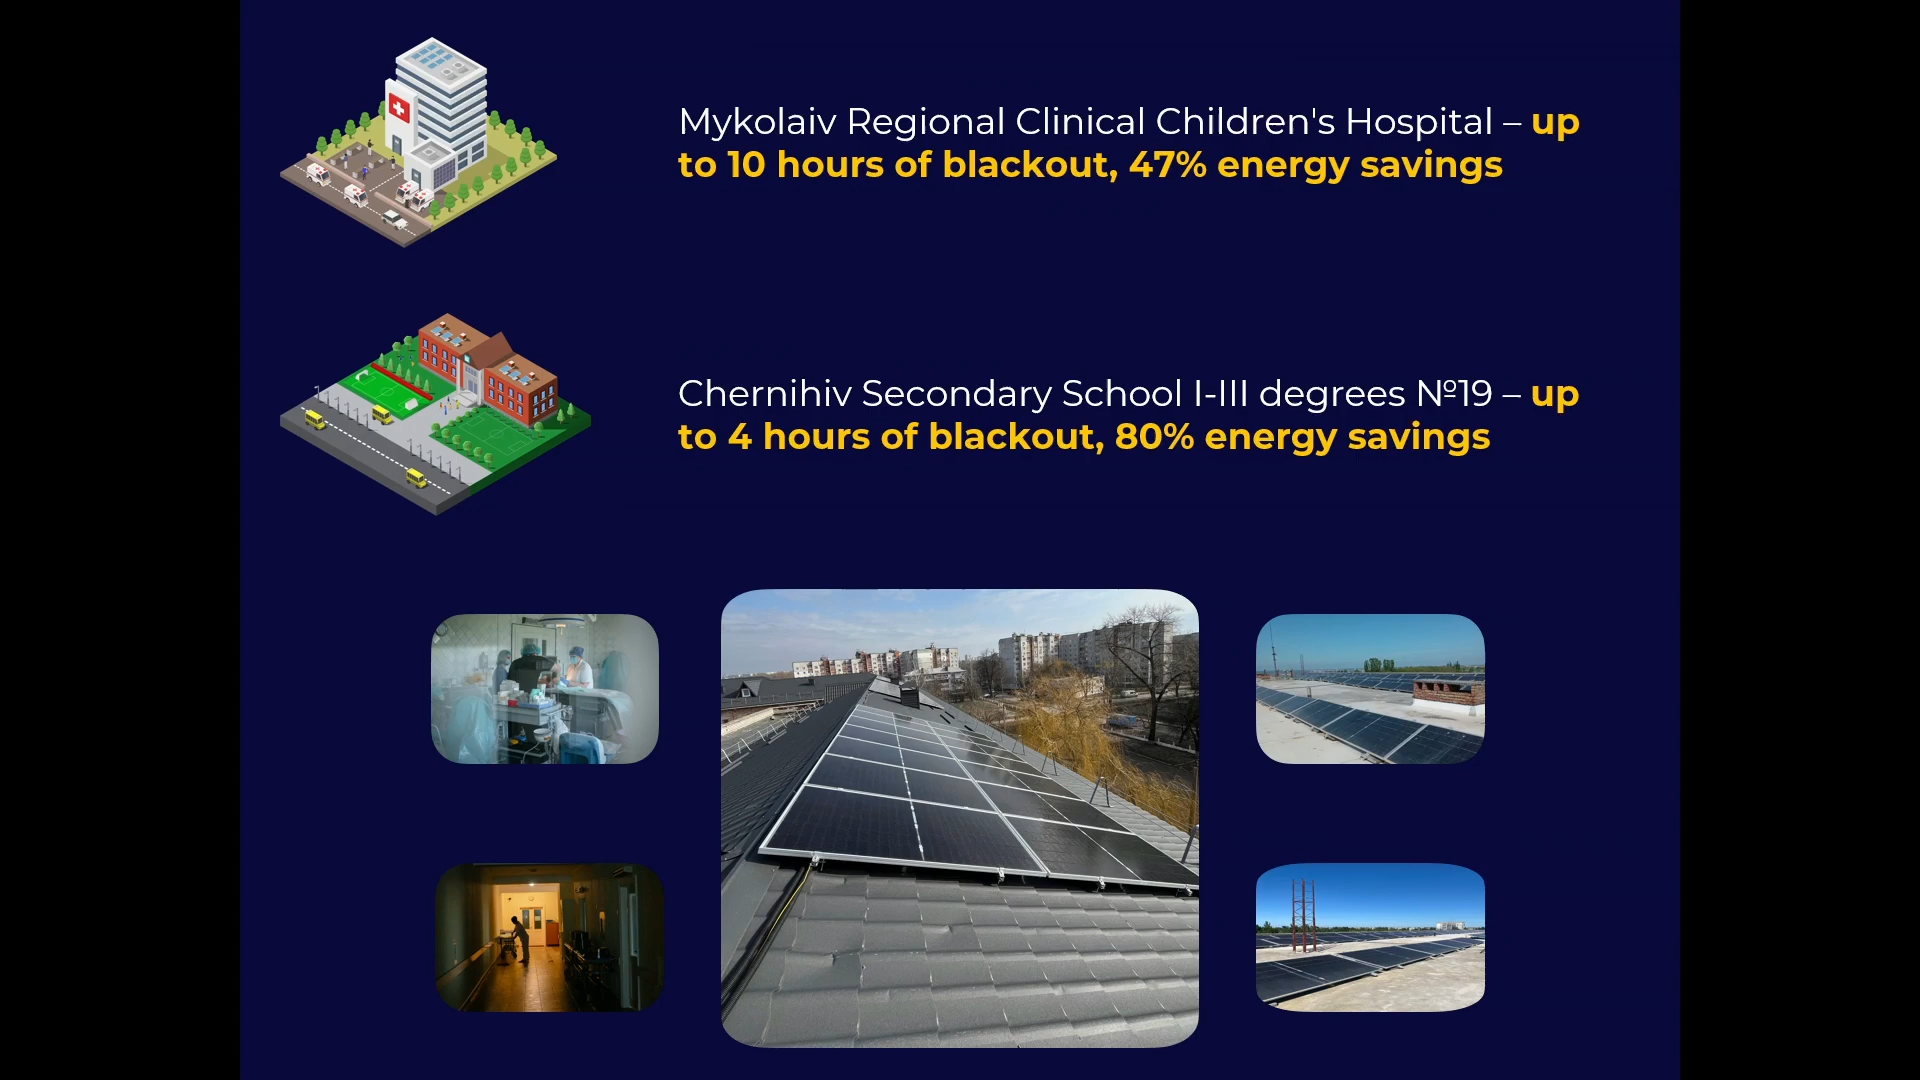 Mykolaiv Regional Clinical Children's Hospital – up
to 10 hours of blackout, 47% energy savings
Chernihiv Secondary School I-III degrees №19 – up
to 4 hours of blackout, 80% energy savings